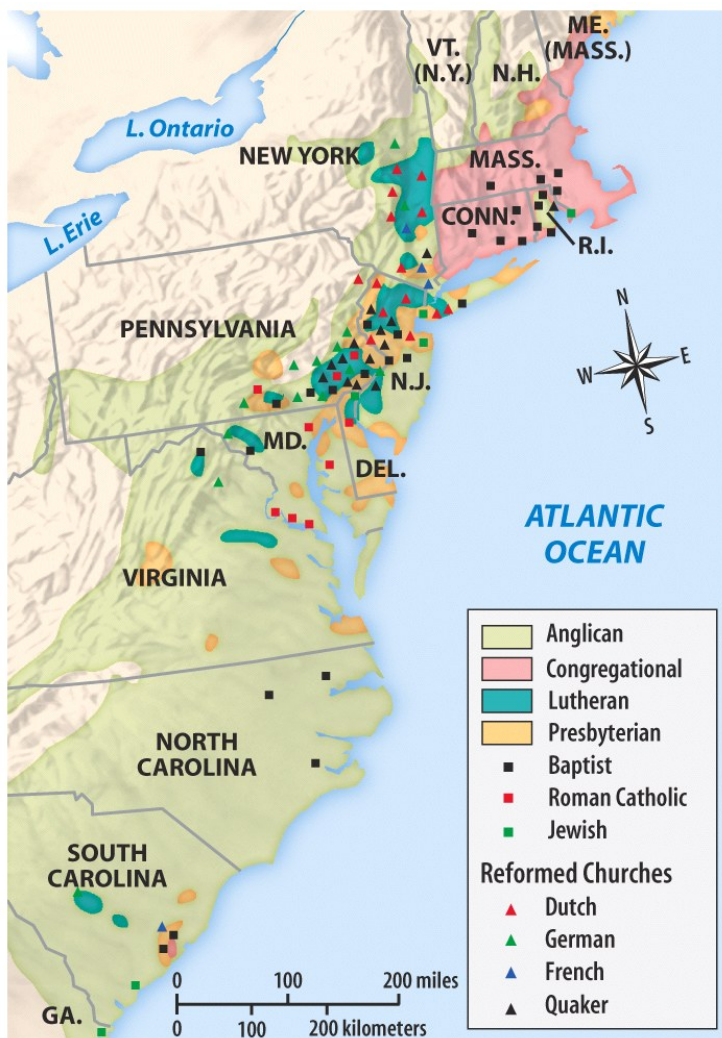 ME.
(MASS.)
VT.
(N.Y.)
N.H.
L. Ontario
NEW YORK
MASS.
CONN.
R.I.
L. Erie
PENNSYLVANIA
N.J.
MD.
DEL.
N
W
E
S
ATLANTIC
OCEAN
VIRGINIA
NORTH
CAROLINA
SOUTH
CAROLINA
GA.
0 100 200 miles
0 100 200 kilometers
Anglican
Congregational
Lutheran
Presbyterian
Baptist
Roman Catholic
Jewish
Reformed Churches
Dutch
German
French
Quaker